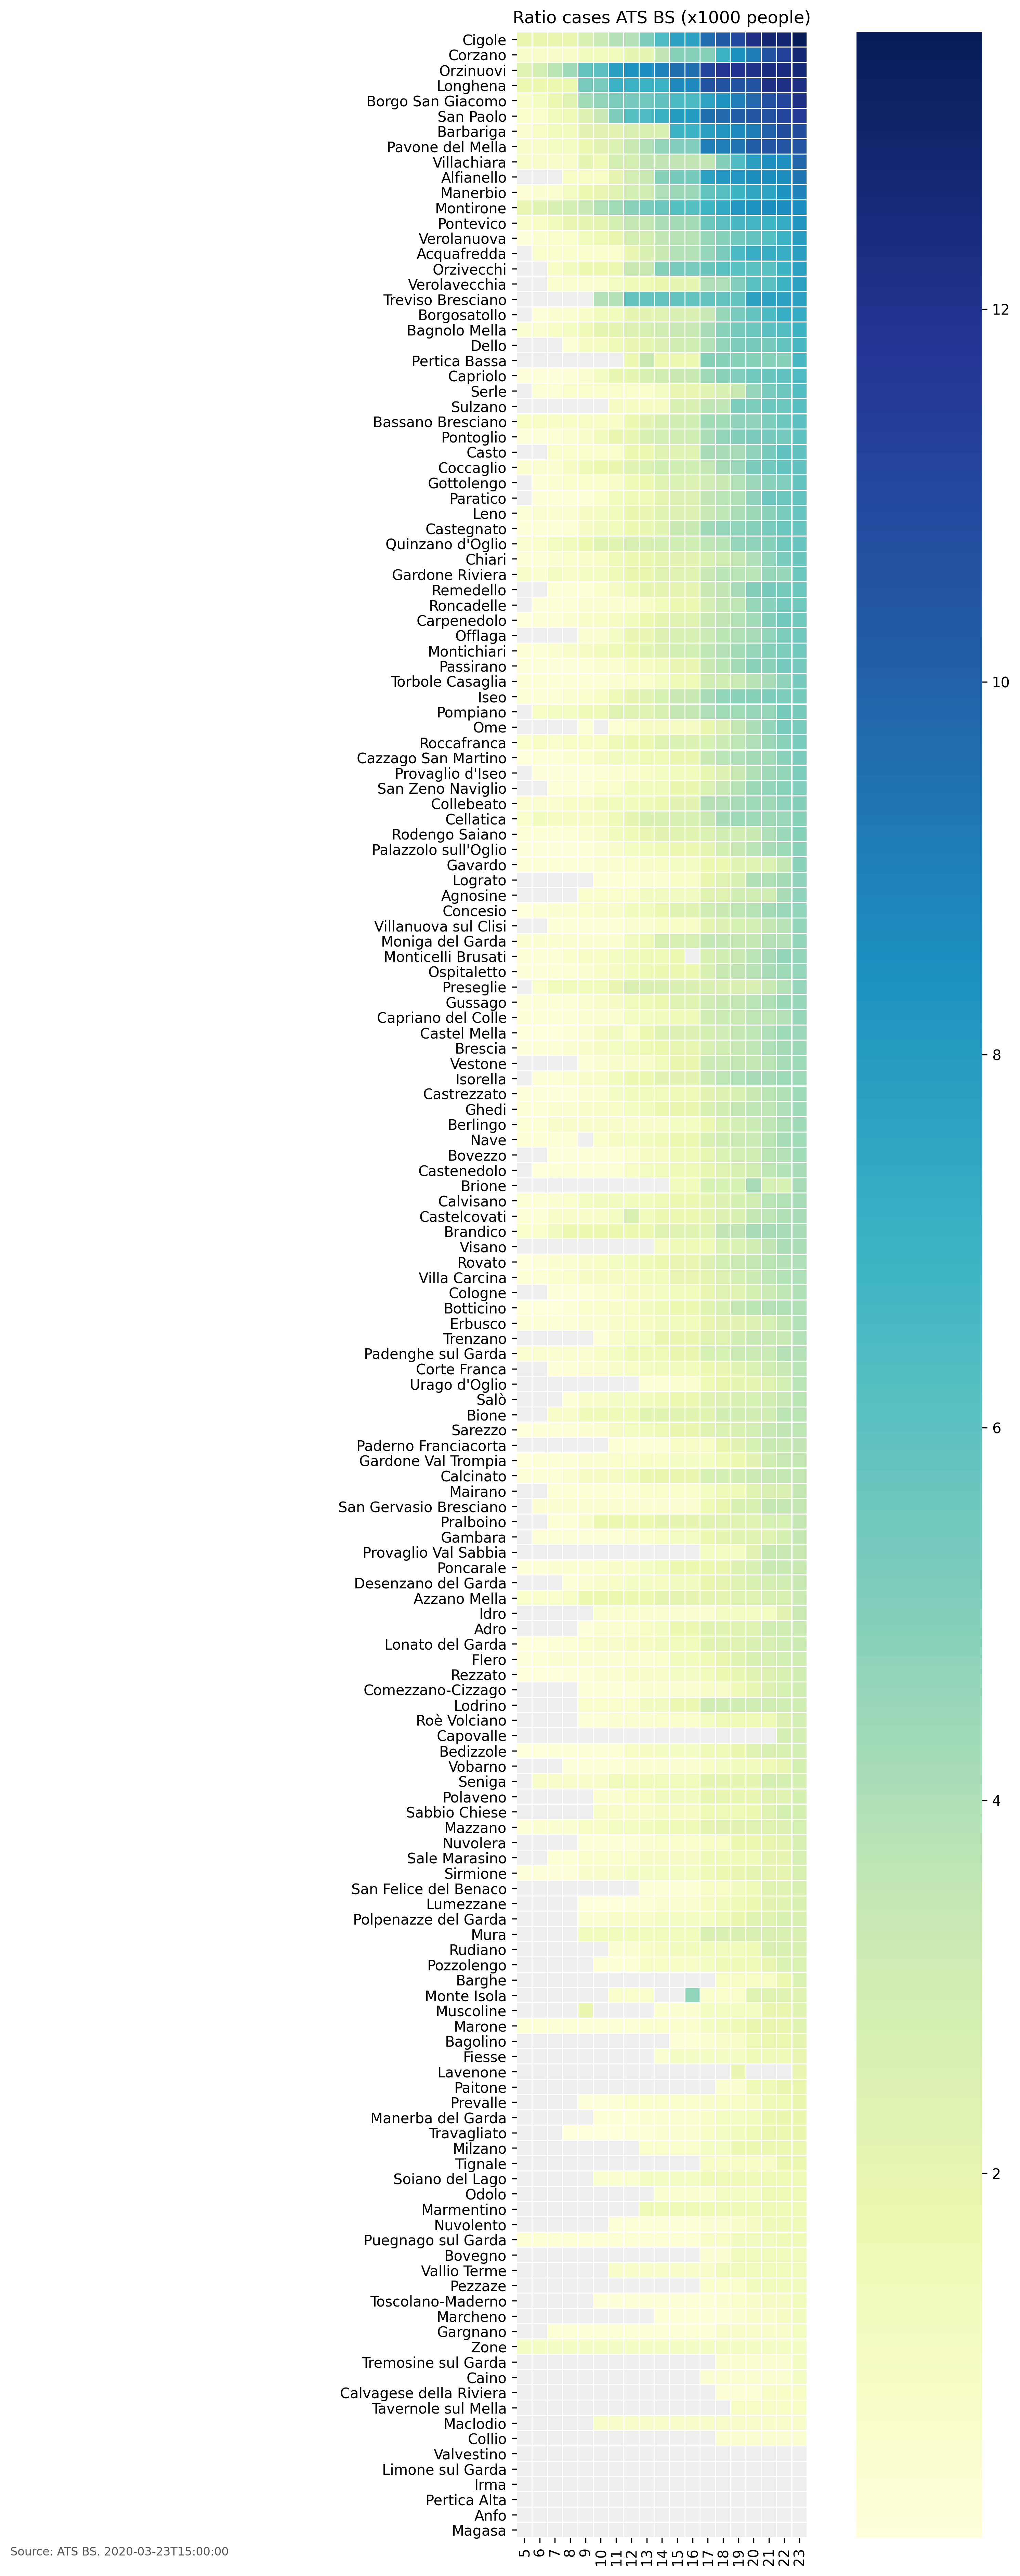 Ratio cases ATS BS (x1000 people)
Cigole
Corzano
Orzinuovi
Longhena
Borgo San Giacomo
San Paolo
Barbariga
Pavone del Mella
Villachiara
Alfianello
Manerbio
Montirone
Pontevico
Verolanuova
Acquafredda
Orzivecchi
Verolavecchia
Treviso Bresciano
Borgosatollo
Bagnolo Mella
Dello
Pertica Bassa
Capriolo
Serle
Sulzano
Bassano Bresciano
Pontoglio
Casto
Coccaglio
Gottolengo
Paratico
Leno
Castegnato
Quinzano d'Oglio
Chiari
Gardone Riviera
Remedello
Roncadelle
Carpenedolo
Offlaga
Montichiari
Passirano
Torbole Casaglia
Iseo
Pompiano
Ome
Roccafranca
Cazzago San Martino
Provaglio d'Iseo
San Zeno Naviglio
Collebeato
Cellatica
Rodengo Saiano
Palazzolo sull'Oglio
Gavardo
Lograto
Agnosine
Concesio
Villanuova sul Clisi
Moniga del Garda
Monticelli Brusati
Ospitaletto
Preseglie
Gussago
Capriano del Colle
Castel Mella
Brescia
Vestone
Isorella
Castrezzato
Ghedi
Berlingo
Nave
Bovezzo
Castenedolo
Brione
Calvisano
Castelcovati
Brandico
Visano
Rovato
Villa Carcina
Cologne
Botticino
Erbusco
Trenzano
Padenghe sul Garda
Corte Franca
Urago d'Oglio
Salò
Bione
Sarezzo
Paderno Franciacorta
Gardone Val Trompia
Calcinato
Mairano
San Gervasio Bresciano
Pralboino
Gambara
Provaglio Val Sabbia
Poncarale
Desenzano del Garda
Azzano Mella
Idro
Adro
Lonato del Garda
Flero
Rezzato
Comezzano-Cizzago
Lodrino
Roè Volciano
Capovalle
Bedizzole
Vobarno
Seniga
Polaveno
Sabbio Chiese
Mazzano
Nuvolera
Sale Marasino
Sirmione
San Felice del Benaco
Lumezzane
Polpenazze del Garda
Mura
Rudiano
Pozzolengo
Barghe
Monte Isola
Muscoline
Marone
Bagolino
Fiesse
Lavenone
Paitone
Prevalle
Manerba del Garda
Travagliato
Milzano
Tignale
Soiano del Lago
Odolo
Marmentino
Nuvolento
Puegnago sul Garda
Bovegno
Vallio Terme
Pezzaze
Toscolano-Maderno
Marcheno
Gargnano
Zone
Tremosine sul Garda
Caino
Calvagese della Riviera
Tavernole sul Mella
Maclodio
Collio
Valvestino
Limone sul Garda
Irma
Pertica Alta
Anfo
Magasa
5 6 7 8 9 10 11 12 13 14 15 16 17 18 19 20 21 22 23
12
10
8
6
4
2
Source: ATS BS. 2020-03-23T15:00:00